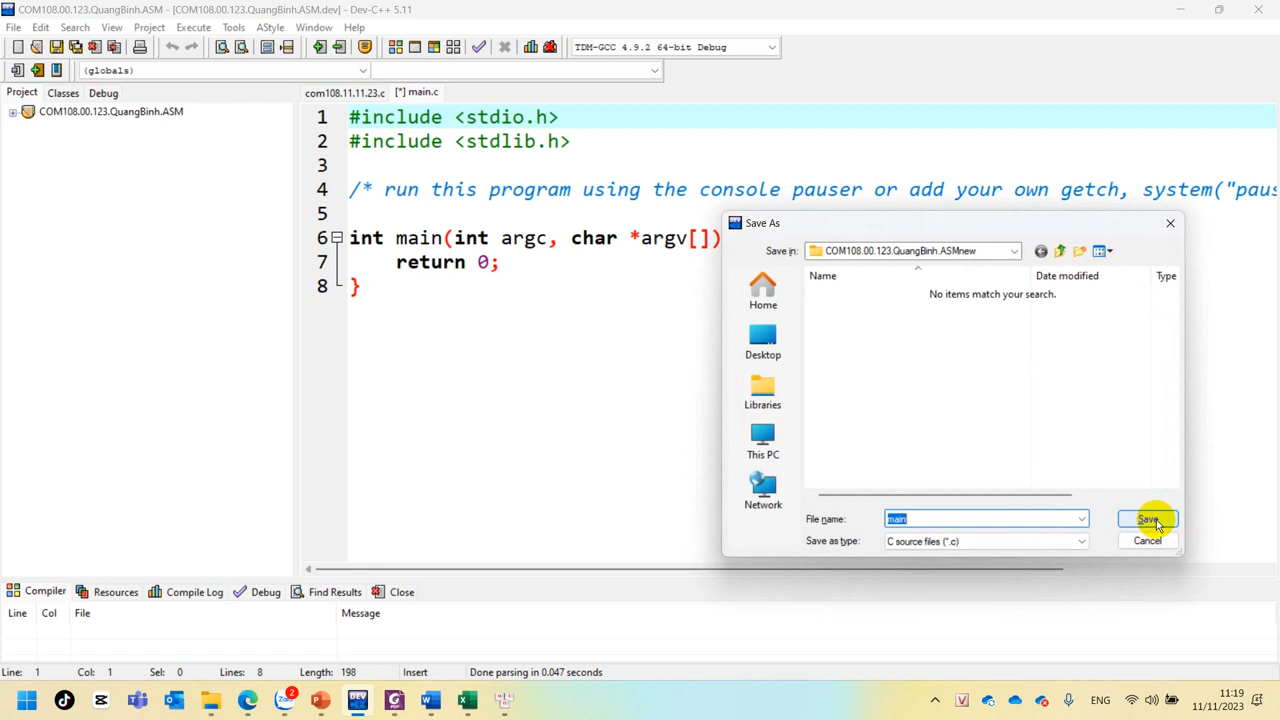 COM108.00.123.QuangBinh.ASM - [COM108.00.123.QuangBinh.ASM.dev] - Dev-C++ 5.11
File Edit Search View Project Execute Tools AStyle Window Help
TDM-GCC 4.9.2 64-bit Debug
(globals)
Project Classes Debug
com108.11.11.23.c [*] main.c
COM108.00.123.QuangBinh.ASM
1 #include <stdio.h>
2 #include <stdlib.h>
3
4 /* run this program using the console pauser or add your own getch, system("paus
5
6 int main(int argc, char *argv[])
7 return 0;
8 }
Save As
Save in: COM108.00.123.QuangBinh.ASMnew
Name Date modified Type
No items match your search.
Home
Desktop
Libraries
This PC
Network
File name: main Save
Save as type: C source files (*.c) Cancel
Compiler Resources Compile Log Debug Find Results Close
Line Col File Message
Line: 1 Col: 1 Sel: 0 Lines: 8 Length: 198 Insert Done parsing in 0.047 seconds
Zalo 2 DEV V ENG 11:19
11/11/2023